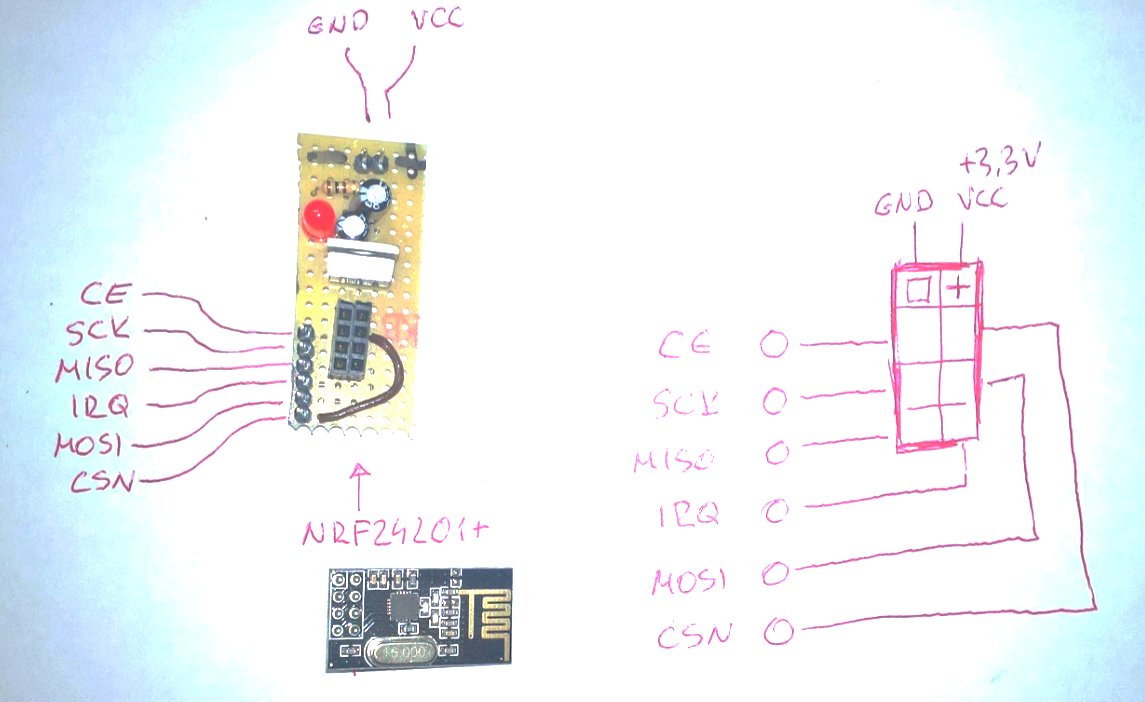 GND VCC
CE
SCK
MISO
IRQ
MOSI
CSN
NRF24L01+
16.000
+3,3V
GND VCC
+
CE
SCK
MISO
IRQ
MOSI
CSN